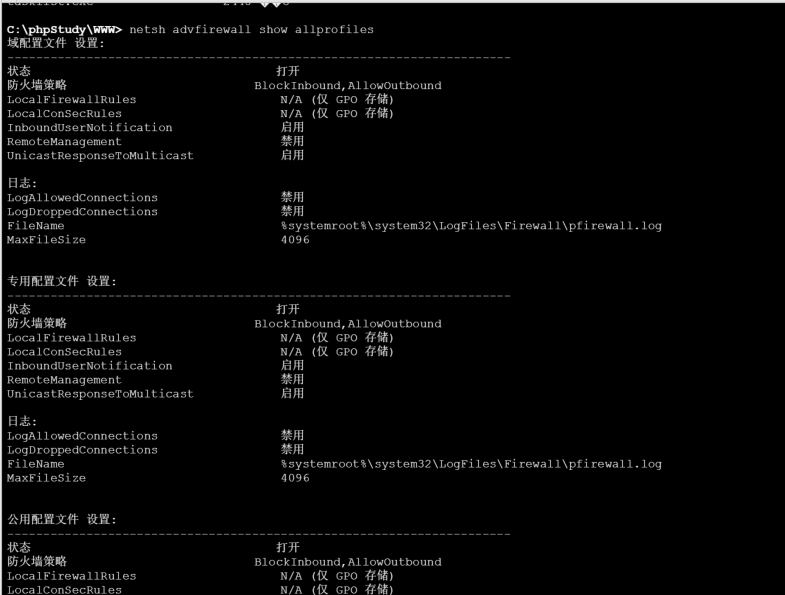 C:\phpStudy\WWW> netsh advfirewall show allprofiles
域配置文件 设置:
----------------------------------------------------------------------
状态 打开
防火墙策略 BlockInbound,AllowOutbound
LocalFirewallRules N/A (仅 GPO 存储)
LocalConSecRules N/A (仅 GPO 存储)
InboundUserNotification 启用
RemoteManagement 禁用
UnicastResponseToMulticast 启用
日志:
LogAllowedConnections 禁用
LogDroppedConnections 禁用
FileName %systemroot%\system32\LogFiles\Firewall\pfirewall.log
MaxFileSize 4096
专用配置文件 设置:
----------------------------------------------------------------------
状态 打开
防火墙策略 BlockInbound,AllowOutbound
LocalFirewallRules N/A (仅 GPO 存储)
LocalConSecRules N/A (仅 GPO 存储)
InboundUserNotification 启用
RemoteManagement 禁用
UnicastResponseToMulticast 启用
日志:
LogAllowedConnections 禁用
LogDroppedConnections 禁用
FileName %systemroot%\system32\LogFiles\Firewall\pfirewall.log
MaxFileSize 4096
公用配置文件 设置:
----------------------------------------------------------------------
状态 打开
防火墙策略 BlockInbound,AllowOutbound
LocalFirewallRules N/A (仅 GPO 存储)
LocalConSecRules N/A (仅 GPO 存储)